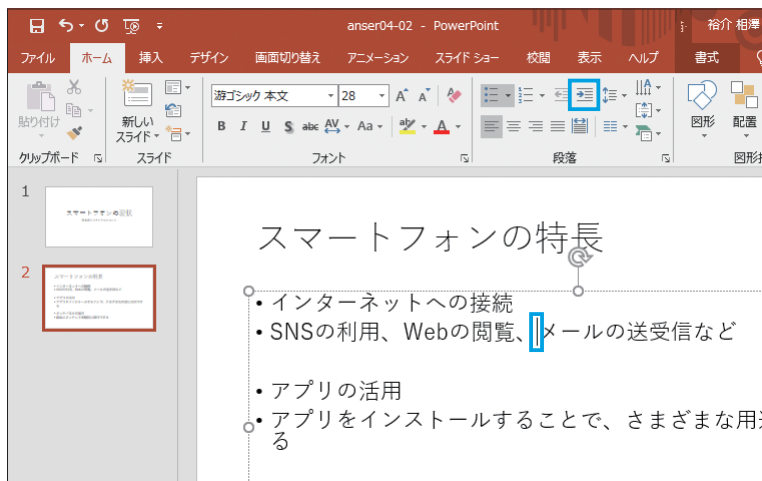 anser04-02 - PowerPoint
裕介 相澤
ファイル ホーム 挿入 デザイン 画面切り替え アニメーション スライド ショー 校閲 表示 ヘルプ 書式
貼り付け
新しい
スライド
游ゴシック 本文 28 A A
B I U S abc AV Aa A
図形 配置
クリップボード スライド フォント 段落
1
スマートフォンの現状
2
スマートフォンの特長
スマートフォンの特長
• インターネットへの接続
• SNSの利用、Webの閲覧、メールの送受信など
• アプリの活用
• アプリをインストールすることで、さまざまな用
る